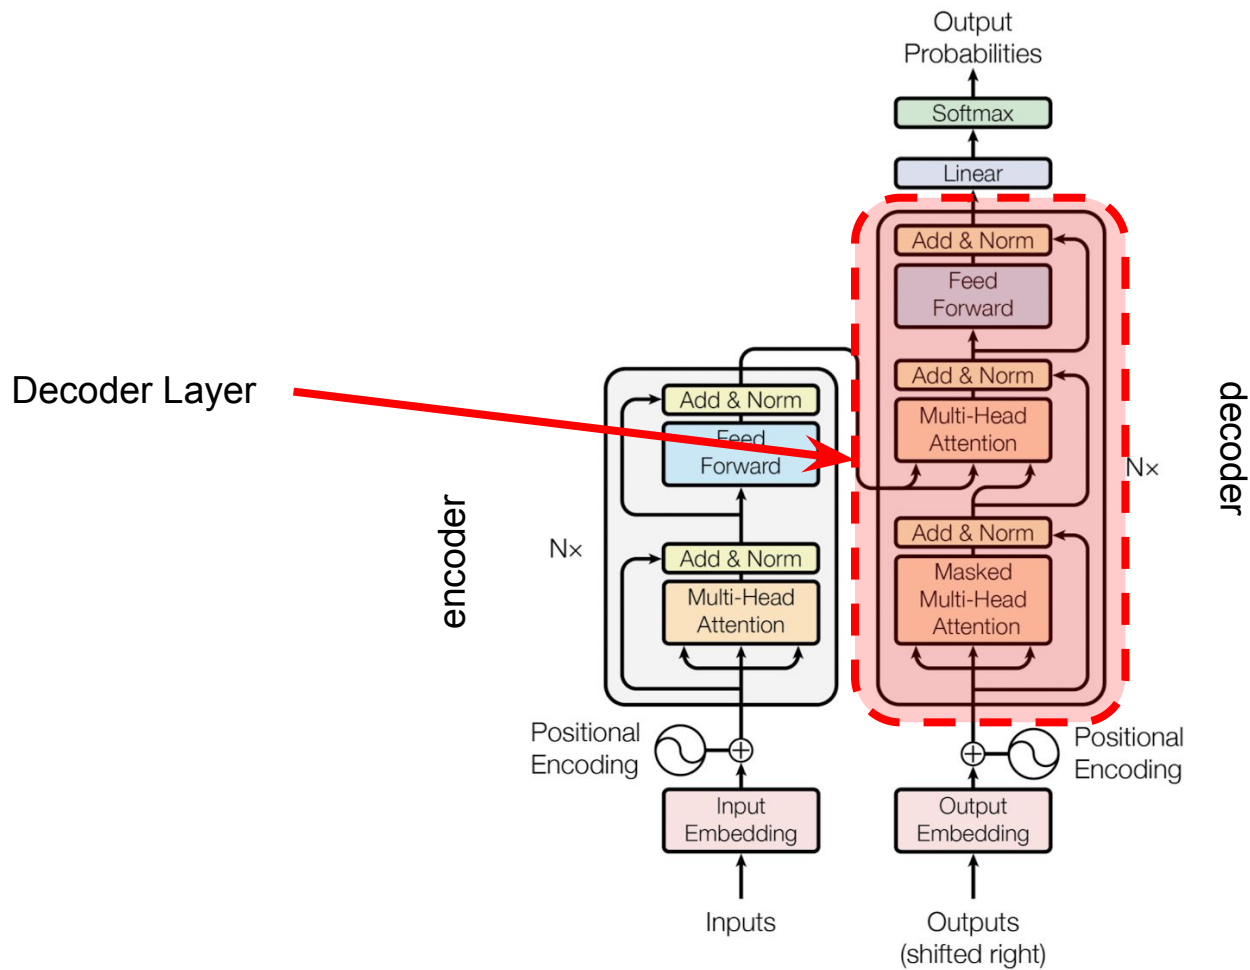 Output
Probabilities
Softmax
Linear
Add & Norm
Feed
Forward
Add & Norm
Multi-Head
Attention
Nx
decoder
Add & Norm
Masked
Multi-Head
Attention
Decoder Layer
Add & Norm
Feed
Forward
encoder
Nx
Add & Norm
Multi-Head
Attention
Positional
Encoding
Positional
Encoding
Input
Embedding
Output
Embedding
Inputs
Outputs
(shifted right)